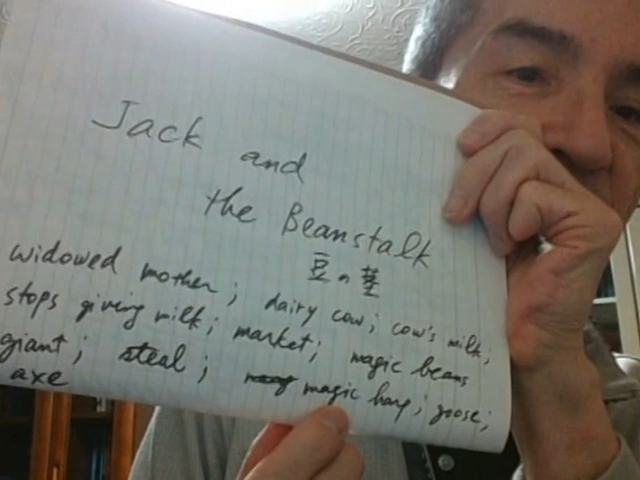 Jack and
the Beanstalk
豆の茎
widowed mother; dairy cow; cow's milk;
stops giving milk; market; magic beans
giant; steal; magic harp; goose;
axe